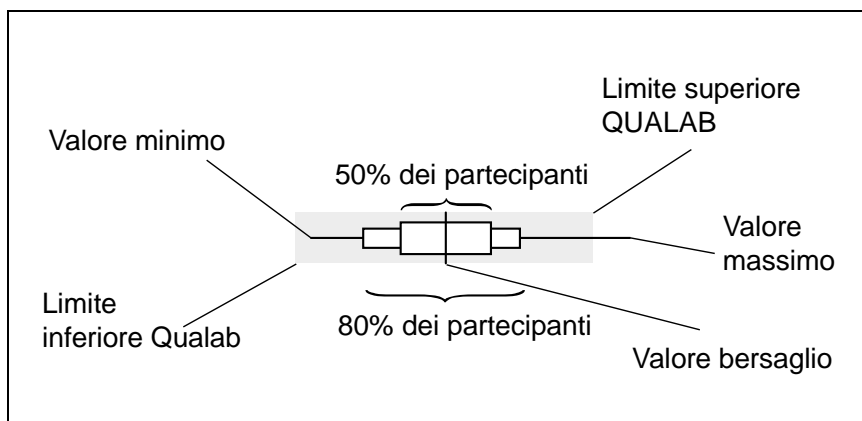 Limite superiore
QUALAB
Valore minimo
50% dei partecipanti
Valore
massimo
Limite
inferiore Qualab
80% dei partecipanti
Valore bersaglio